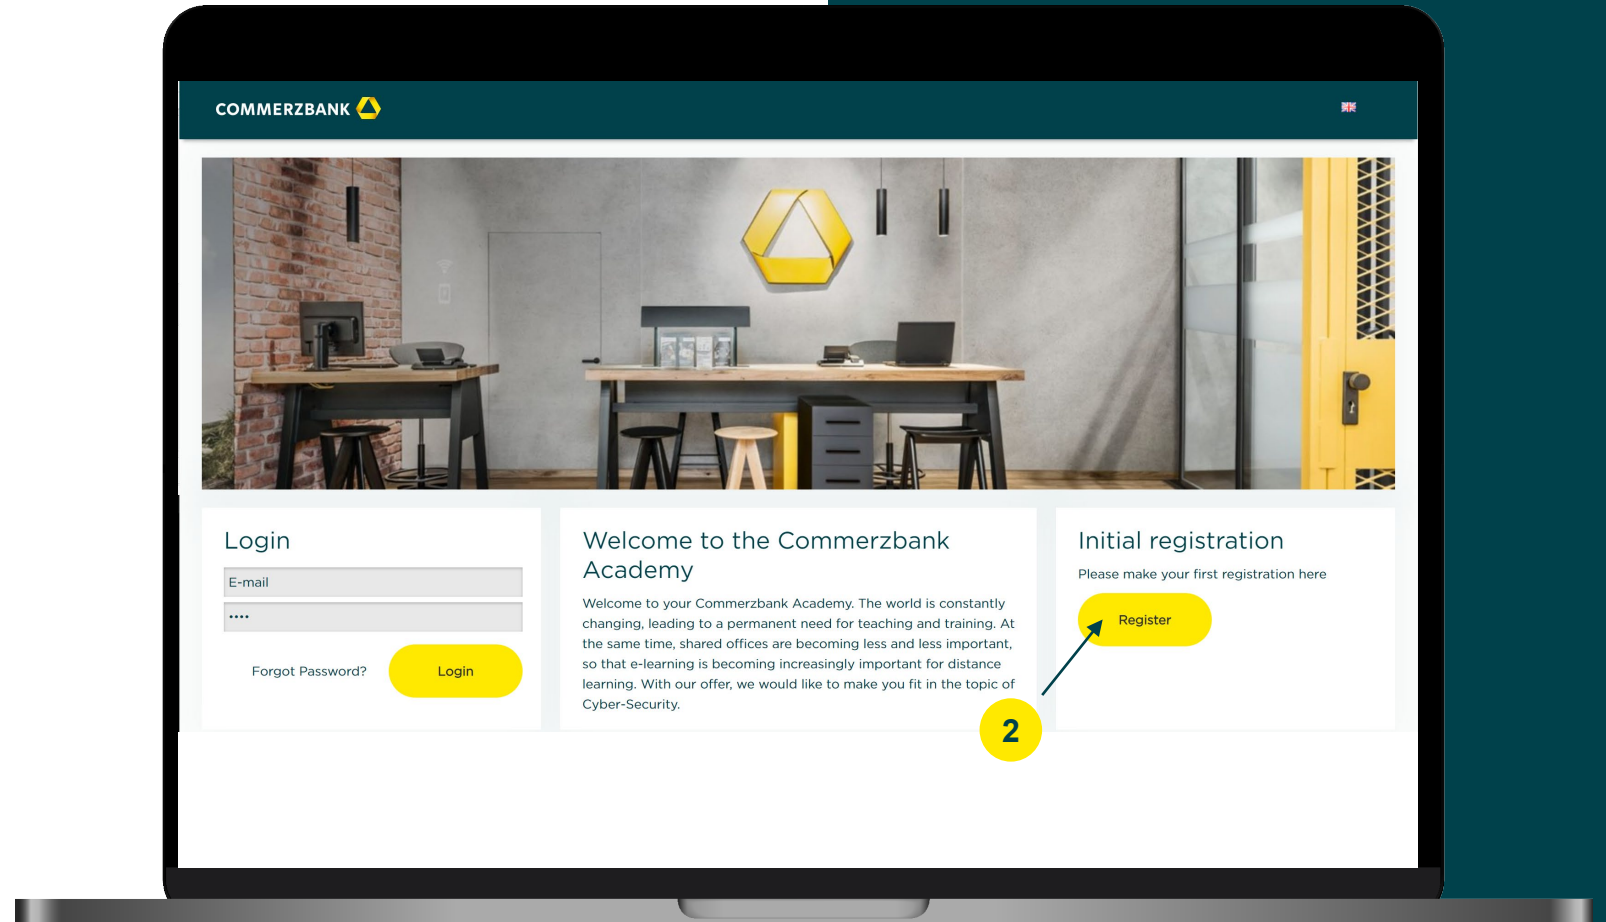 COMMERZBANK
Login
E-mail
••••
Forgot Password?
Login
Welcome to the Commerzbank
Academy
Welcome to your Commerzbank Academy. The world is constantly
changing, leading to a permanent need for teaching and training. At
the same time, shared offices are becoming less and less important,
so that e-learning is becoming increasingly important for distance
learning. With our offer, we would like to make you fit in the topic of
Cyber-Security.
Initial registration
Please make your first registration here
Register
2